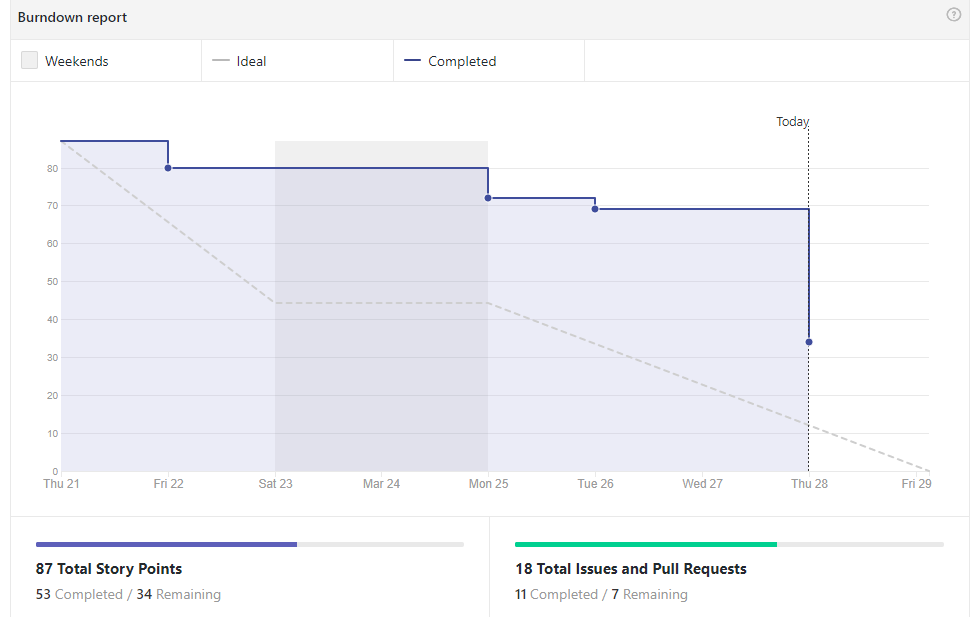 Burndown report ?
Weekends Ideal Completed
Today
80
70
60
50
40
30
20
10
0
Thu 21 Fri 22 Sat 23 Mar 24 Mon 25 Tue 26 Wed 27 Thu 28 Fri 29
87 Total Story Points
53 Completed / 34 Remaining
18 Total Issues and Pull Requests
11 Completed / 7 Remaining